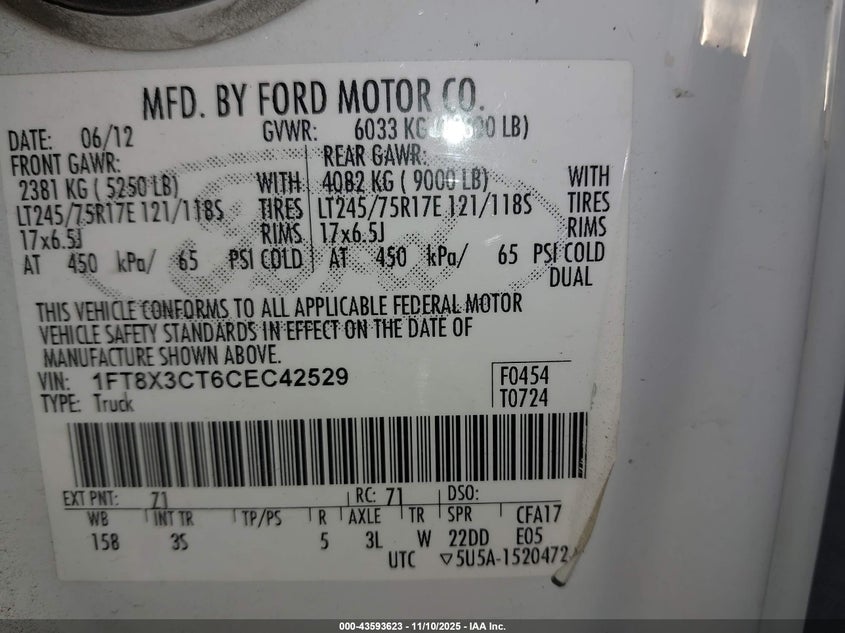 MFD. BY FORD MOTOR CO.
DATE: 06/12 GVWR: 6033 KG LB)
FRONT GAWR: REAR GAWR:
2381 KG ( 5250 LB) WITH 4082 KG ( 9000 LB) WITH
LT245/75R17E 121/118S TIRES LT245/75R17E 121/118S TIRES
17x6.5J RIMS 17x6.5J RIMS
AT 450 kPa/ 65 PSI COLD AT 450 kPa/ 65 PSI COLD
DUAL
THIS VEHICLE CONFORMS TO ALL APPLICABLE FEDERAL MOTOR
VEHICLE SAFETY STANDARDS IN EFFECT ON THE DATE OF
MANUFACTURE SHOWN ABOVE.
VIN: 1FT8X3CT6CEC42529 F0454
TYPE: Truck T0724
EXT PNT: 71 RC: 71 DSO:
WB INT TR TP/PS R AXLE TR SPR CFA17
158 3S 5 3L W 22DD E05
UTC ▽5U5A-1520472
000-43593623 - 11/10/2025 - IAA Inc.